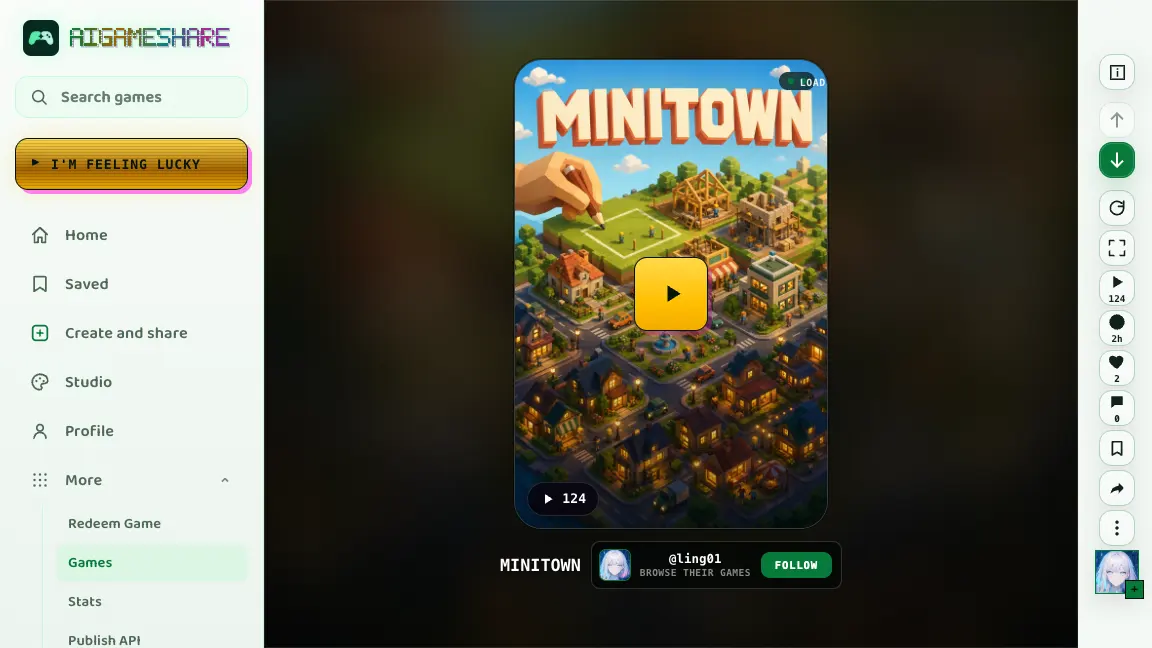 AIGAMESHARE
Search games
I'M FEELING LUCKY
Home
Saved
Create and share
Studio
Profile
More
Redeem Game
Games
Stats
Publish API
LOAD
MINITOWN
124
MINITOWN
@ling01
BROWSE THEIR GAMES
FOLLOW
124
2h
2
0